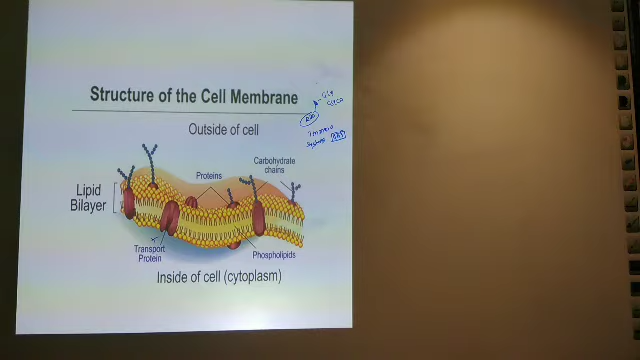 Structure of the Cell Membrane
Outside of cell
Proteins
Carbohydrate
chains
Lipid
Bilayer
Transport
Protein
Phospholipids
Inside of cell (cytoplasm)